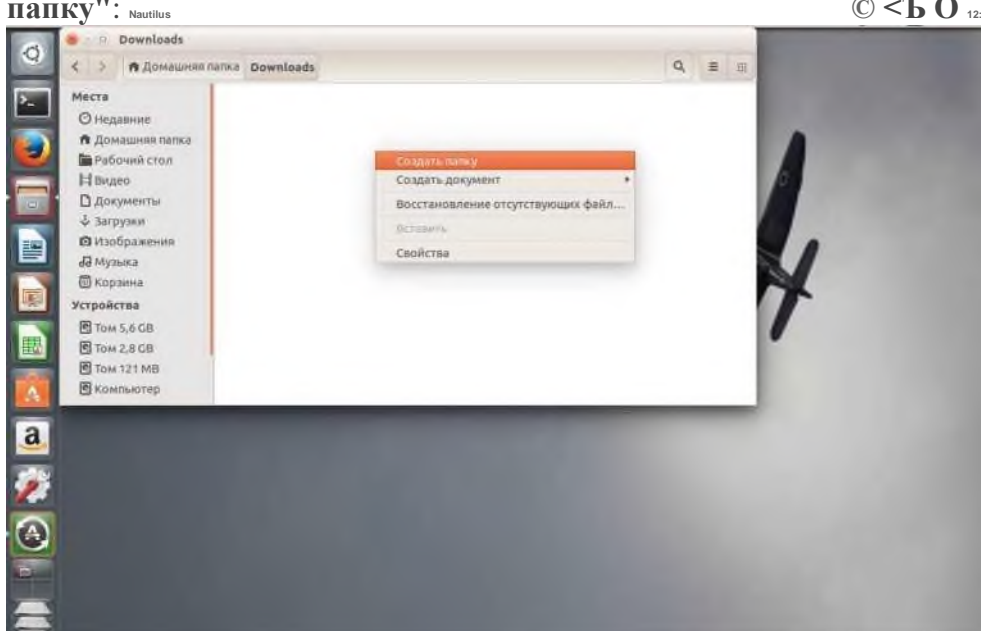 папку": Nautilus © <Ь О 12:
Downloads
Домашняя папка Downloads
Места
Недавние
Домашняя папка
Рабочий стол
Видео
Документы
Загрузки
Изображения
Музыка
Корзина
Устройства
Том 5,6 GB
Том 2,8 GB
Том 121 MB
Компьютер
Создать папку
Создать документ
Восстановление отсутствующих файл...
Вставить
Свойства